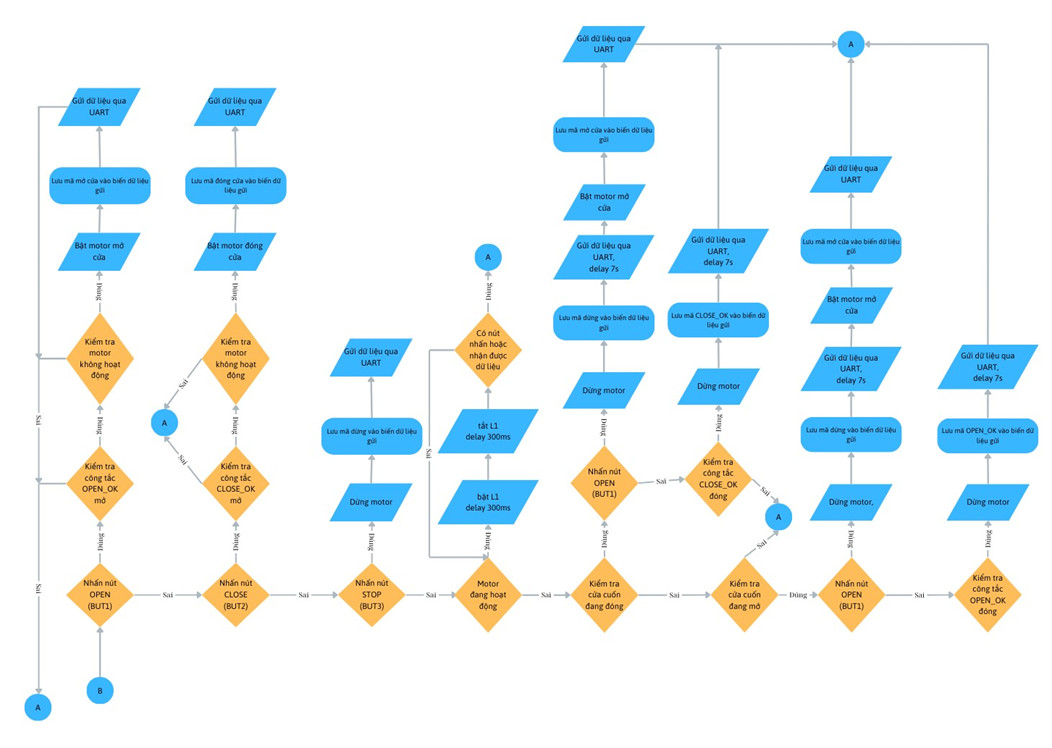 Gửi dữ liệu qua
UART
Lưu mã mở cửa vào biến dữ liệu
gửi
Bật motor mở
cửa
Đúng
Kiểm tra
motor
không hoạt
động
Đúng
Kiểm tra
công tắc
OPEN_OK
mở
Đúng
Nhấn nút
OPEN
(BUT1)
B
A
Sai
Sai
Sai
Gửi dữ liệu qua
UART
Lưu mã đóng cửa vào biến dữ
liệu gửi
Bật motor đóng
cửa
Đúng
Kiểm tra
motor
không hoạt
động
Sai
A
Sai
Đúng
Kiểm tra
công tắc
CLOSE_OK
mở
Đúng
Nhấn nút
CLOSE
(BUT2)
Sai
Gửi dữ liệu qua
UART
Lưu mã dừng vào biến dữ liệu
gửi
Dừng motor
Đúng
Nhấn nút
STOP
(BUT3)
Sai
A
Đúng
Có nút
nhấn hoặc
nhận được
dữ liệu
Sai
tắt L1
delay 300ms
bật L1
delay 300ms
Đúng
Motor
đang hoạt
động
Sai
Gửi dữ liệu qua
UART
Lưu mã mở cửa vào biến dữ liệu
gửi
Bật motor mở
cửa
Gửi dữ liệu qua
UART,
delay 7s
Lưu mã dừng vào biến dữ liệu
gửi
Dừng motor
Đúng
Nhấn nút
OPEN
(BUT1)
Sai
Đúng
Kiểm tra
cửa cuốn
đang đóng
Sai
Gửi dữ liệu qua
UART,
delay 7s
Lưu mã CLOSE_OK vào biến dữ
liệu gửi
Dừng motor
Đúng
Kiểm tra
công tắc
CLOSE_OK
đóng
Sai
A
Sai
Kiểm tra
cửa cuốn
đang mở
Đúng
A
Gửi dữ liệu qua
UART
Lưu mã mở cửa vào biến dữ liệu
gửi
Bật motor mở
cửa
Gửi dữ liệu qua
UART,
delay 7s
Lưu mã dừng vào biến dữ liệu
gửi
Dừng motor,
Đúng
Nhấn nút
OPEN
(BUT1)
Sai
Gửi dữ liệu qua
UART,
delay 7s
Lưu mã OPEN_OK vào biến dữ
liệu gửi
Dừng motor
Đúng
Kiểm tra
công tắc
OPEN_OK
đóng